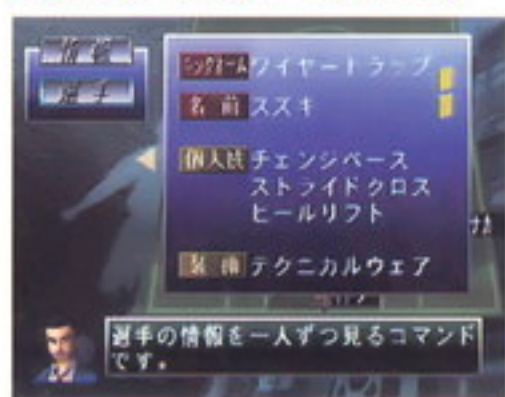 情報
選手
ワイヤートラップ
名前 スズキ
個人技 チェンジペース
ストライドクロス
ヒールリフト
装備 テクニカルウェア
選手の情報を一人ずつ見るコマンド
です。